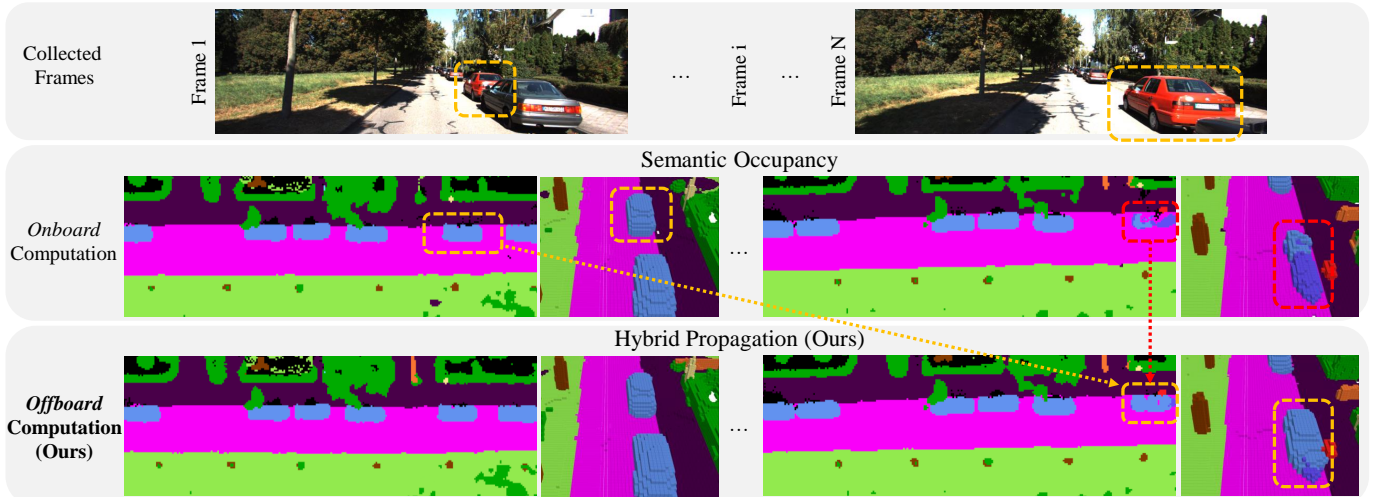 Collected
Frames
Frame 1
...
Frame i
...
Frame N
Semantic Occupancy
Onboard
Computation
...
Hybrid Propagation (Ours)
Offboard
Computation
(Ours)
...